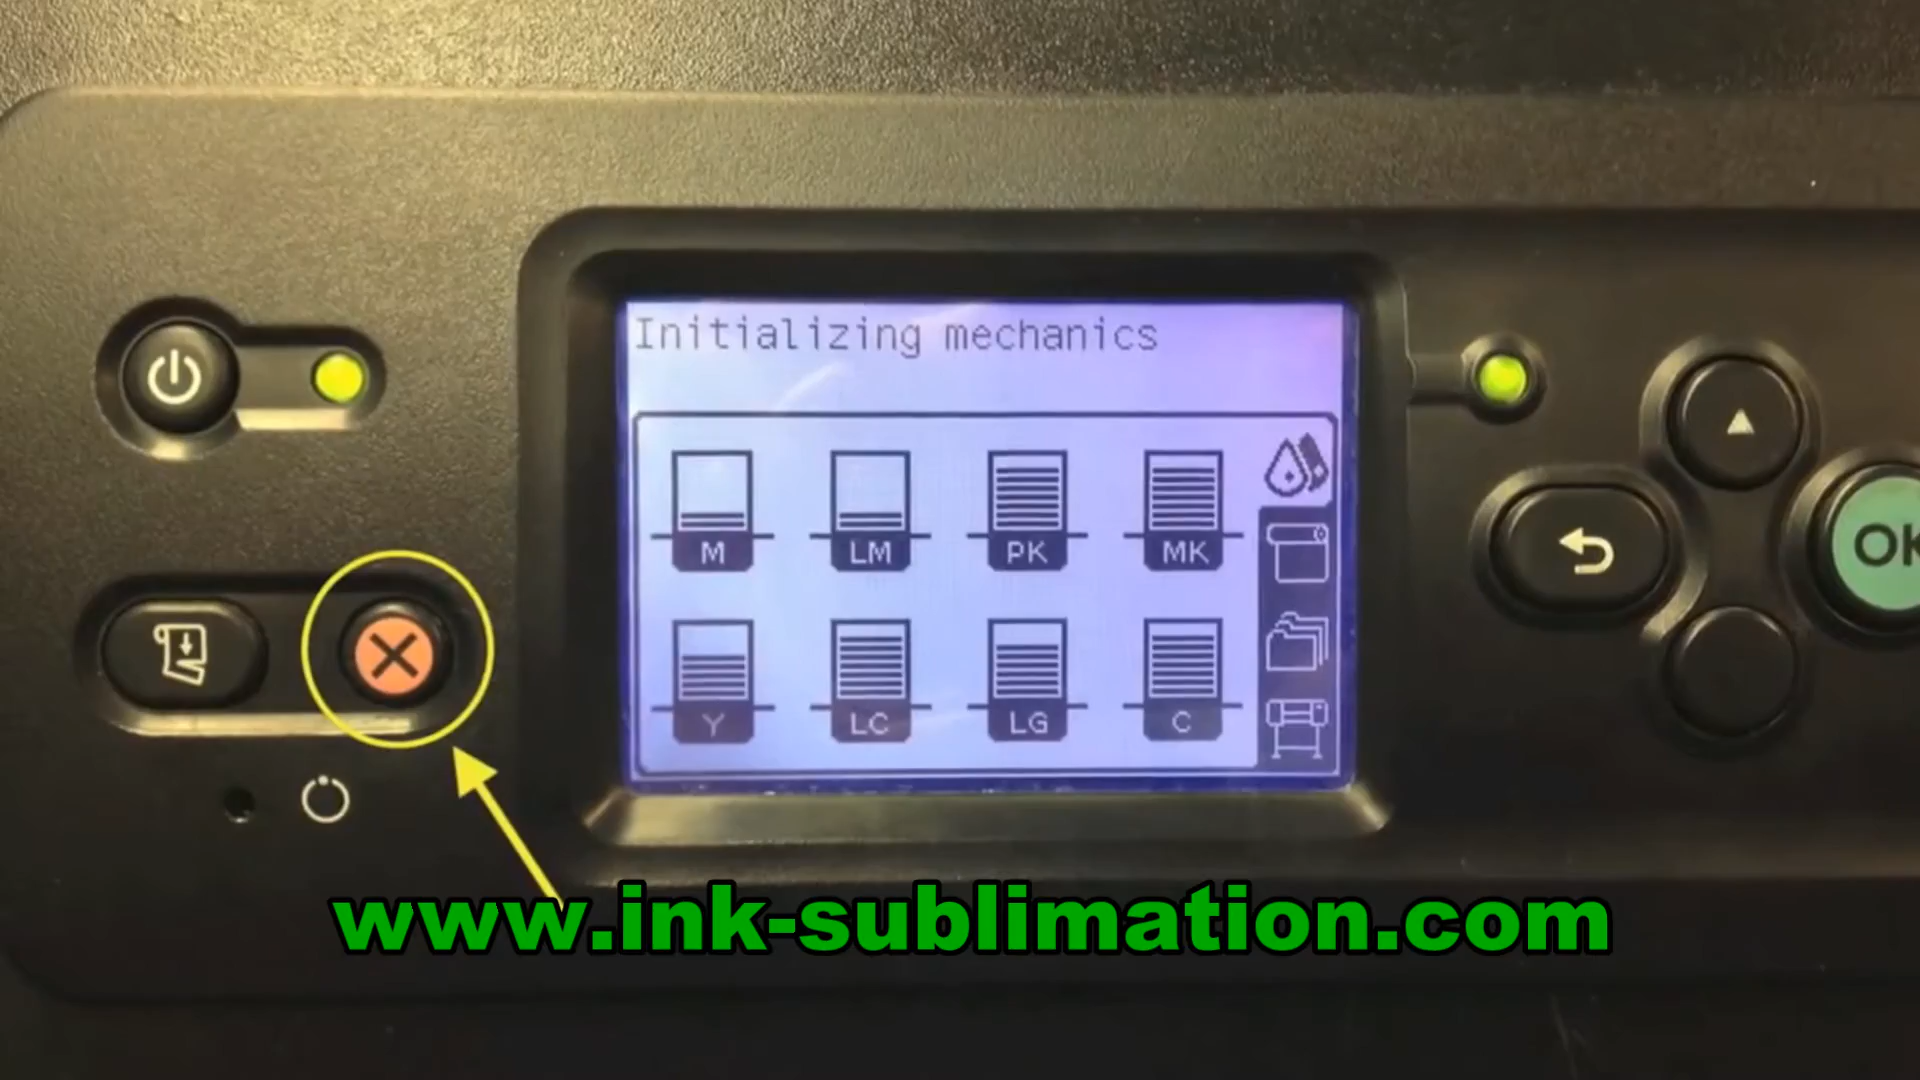 Initializing mechanics
M LM PK MK
Y LC LG C
OK
www.ink-sublimation.com